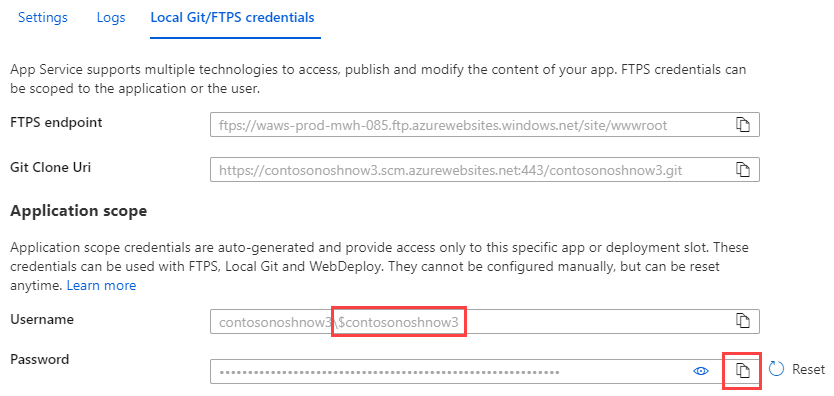 Settings Logs Local Git/FTPS credentials
App Service supports multiple technologies to access, publish and modify the content of your app. FTPS credentials can
be scoped to the application or the user.
FTPS endpoint ftps://waws-prod-mwh-085.ftp.azurewebsites.windows.net/site/wwwroot
Git Clone Uri https://contosonoshnow3.scm.azurewebsites.net:443/contosonoshnow3.git
Application scope
Application scope credentials are auto-generated and provide access only to this specific app or deployment slot. These
credentials can be used with FTPS, Local Git and WebDeploy. They cannot be configured manually, but can be reset
anytime. Learn more
Username contosonoshnow3\$contosonoshnow3
Password Reset